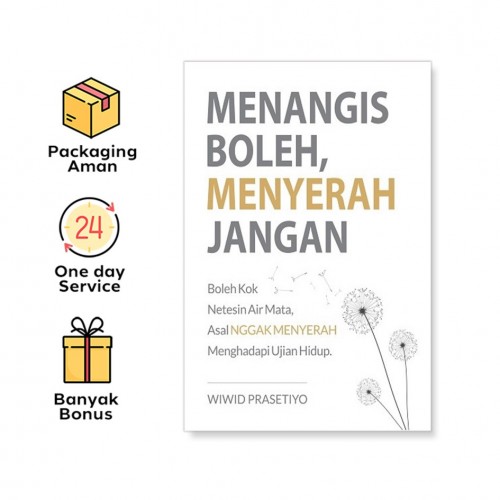 Packaging
Aman
24
One day
Service
Banyak
Bonus
MENANGIS
BOLEH,
MENYERAH
JANGAN
Boleh Kok
Netesin Air Mata,
Asal NGGAK MENYERAH
Menghadapi Ujian Hidup.
WIWID PRASETIYO